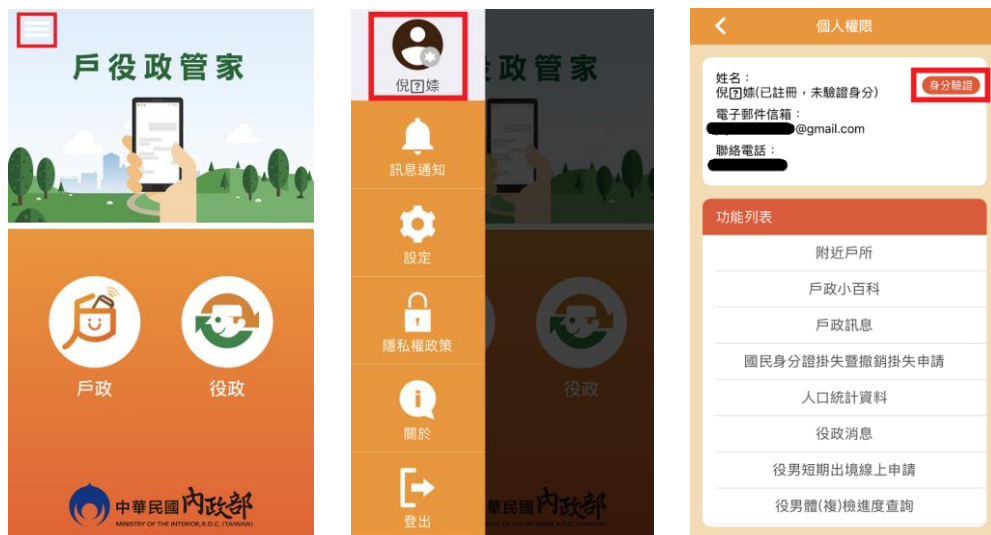 戶役政管家
戶政
役政
中華民國內政部
MINISTRY OF THE INTERIOR, R.O.C. (TAIWAN)
倪?嫊
訊息通知
設定
隱私權政策
關於
登出
政管家
役政
華民國內政部
RY OF THE INTERIOR, R.O.C. (TAIWAN)
個人權限
姓名：
倪?嫊(已註冊，未驗證身分)
身分驗證
電子郵件信箱：
@gmail.com
聯絡電話：
功能列表
附近戶所
戶政小百科
戶政訊息
國民身分證掛失暨撤銷掛失申請
人口統計資料
役政消息
役男短期出境線上申請
役男體(複)檢進度查詢